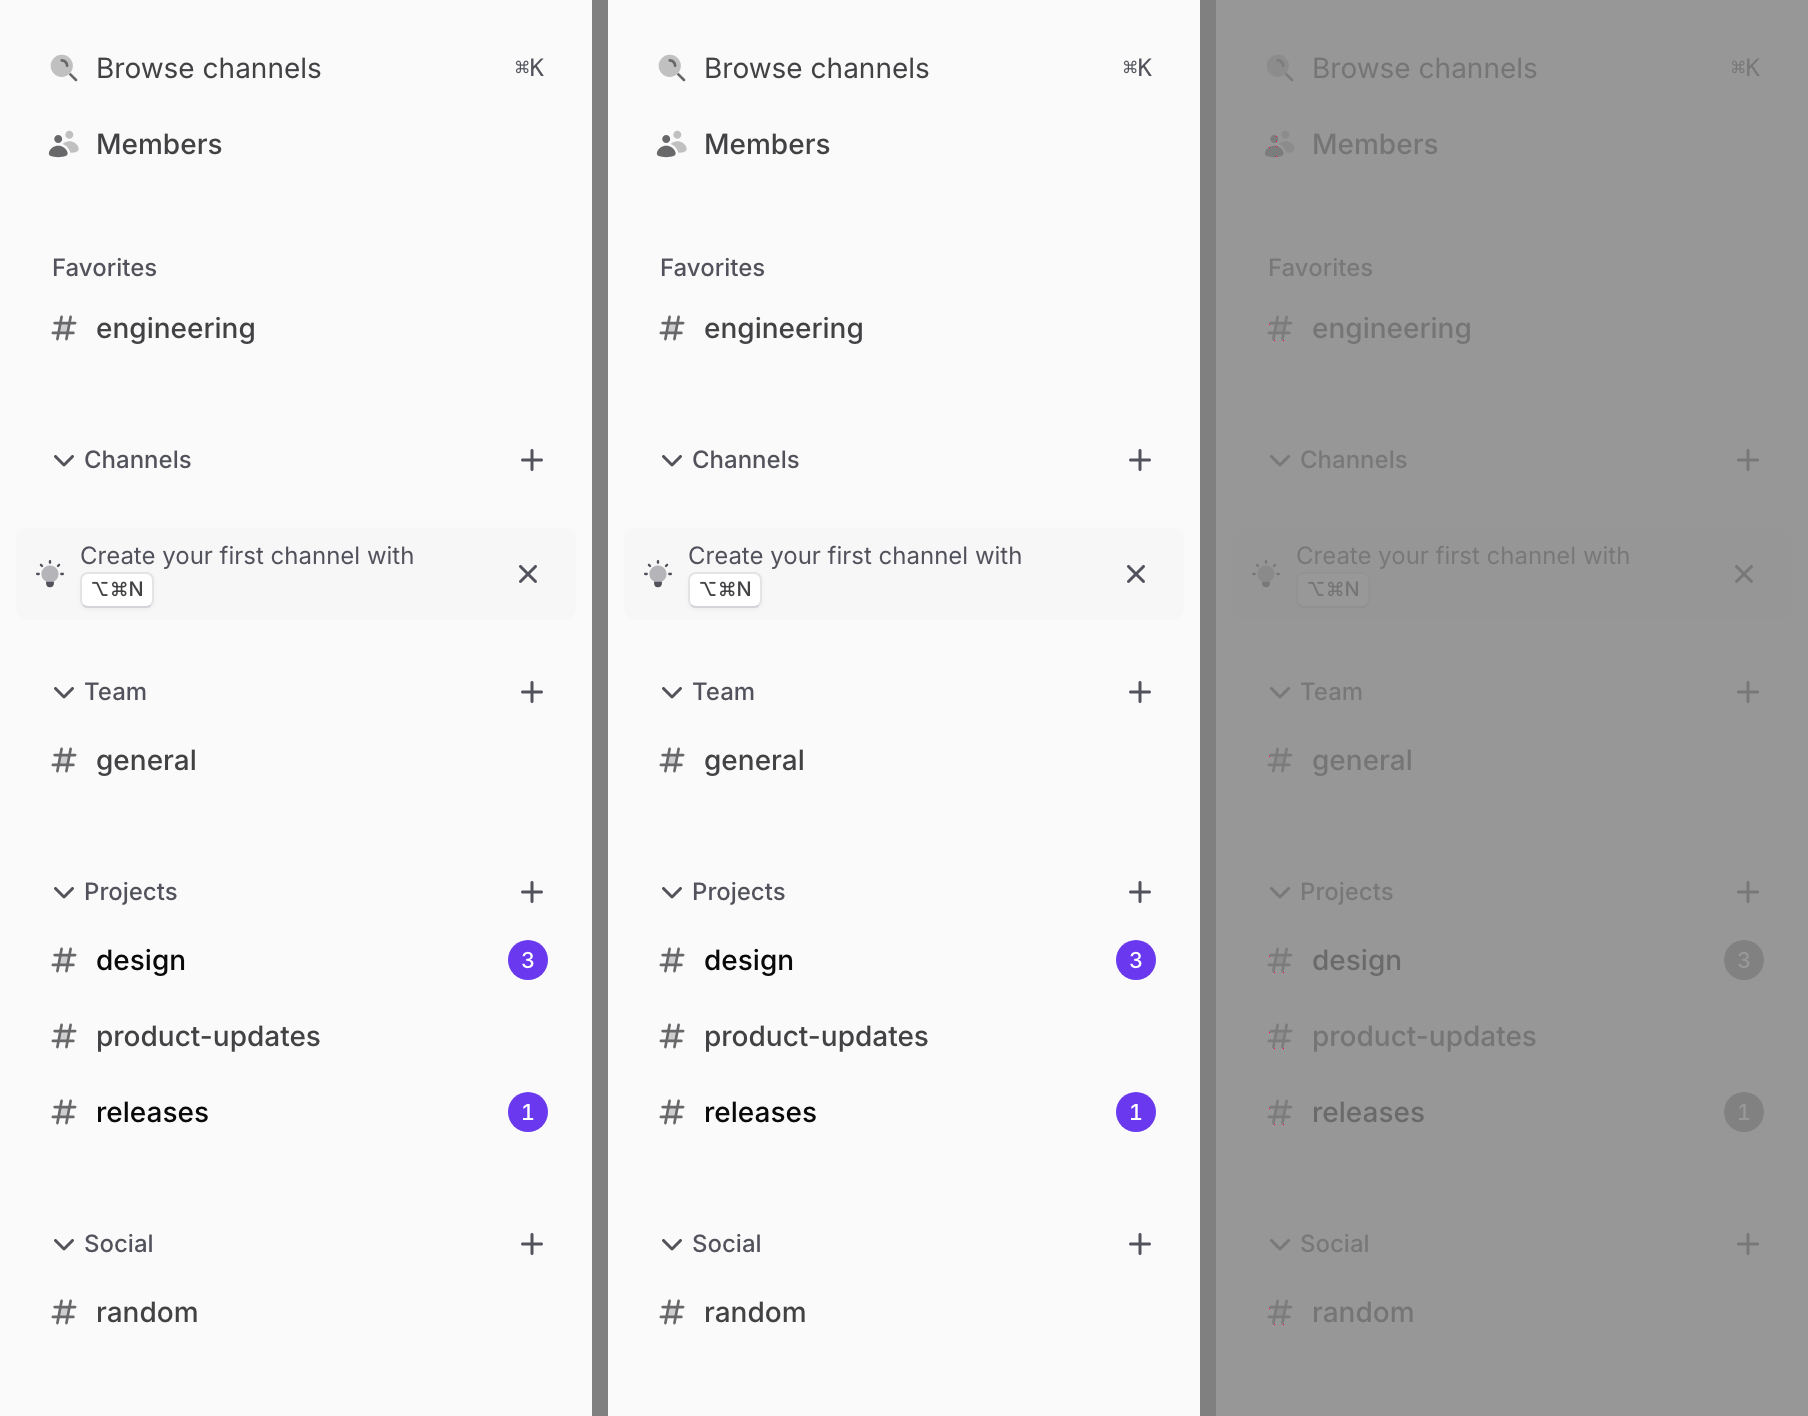 Browse channels ⌘K
Members
Favorites
# engineering
Channels
Create your first channel with
⌥⌘N
Team
# general
Projects
# design 3
# product-updates
# releases 1
Social
# random
Browse channels ⌘K
Members
Favorites
# engineering
Channels
Create your first channel with
⌥⌘N
Team
# general
Projects
# design 3
# product-updates
# releases 1
Social
# random
Browse channels ⌘K
Members
Favorites
# engineering
Channels
Create your first channel with
⌥⌘N
Team
# general
Projects
# design 3
# product-updates
# releases 1
Social
# random